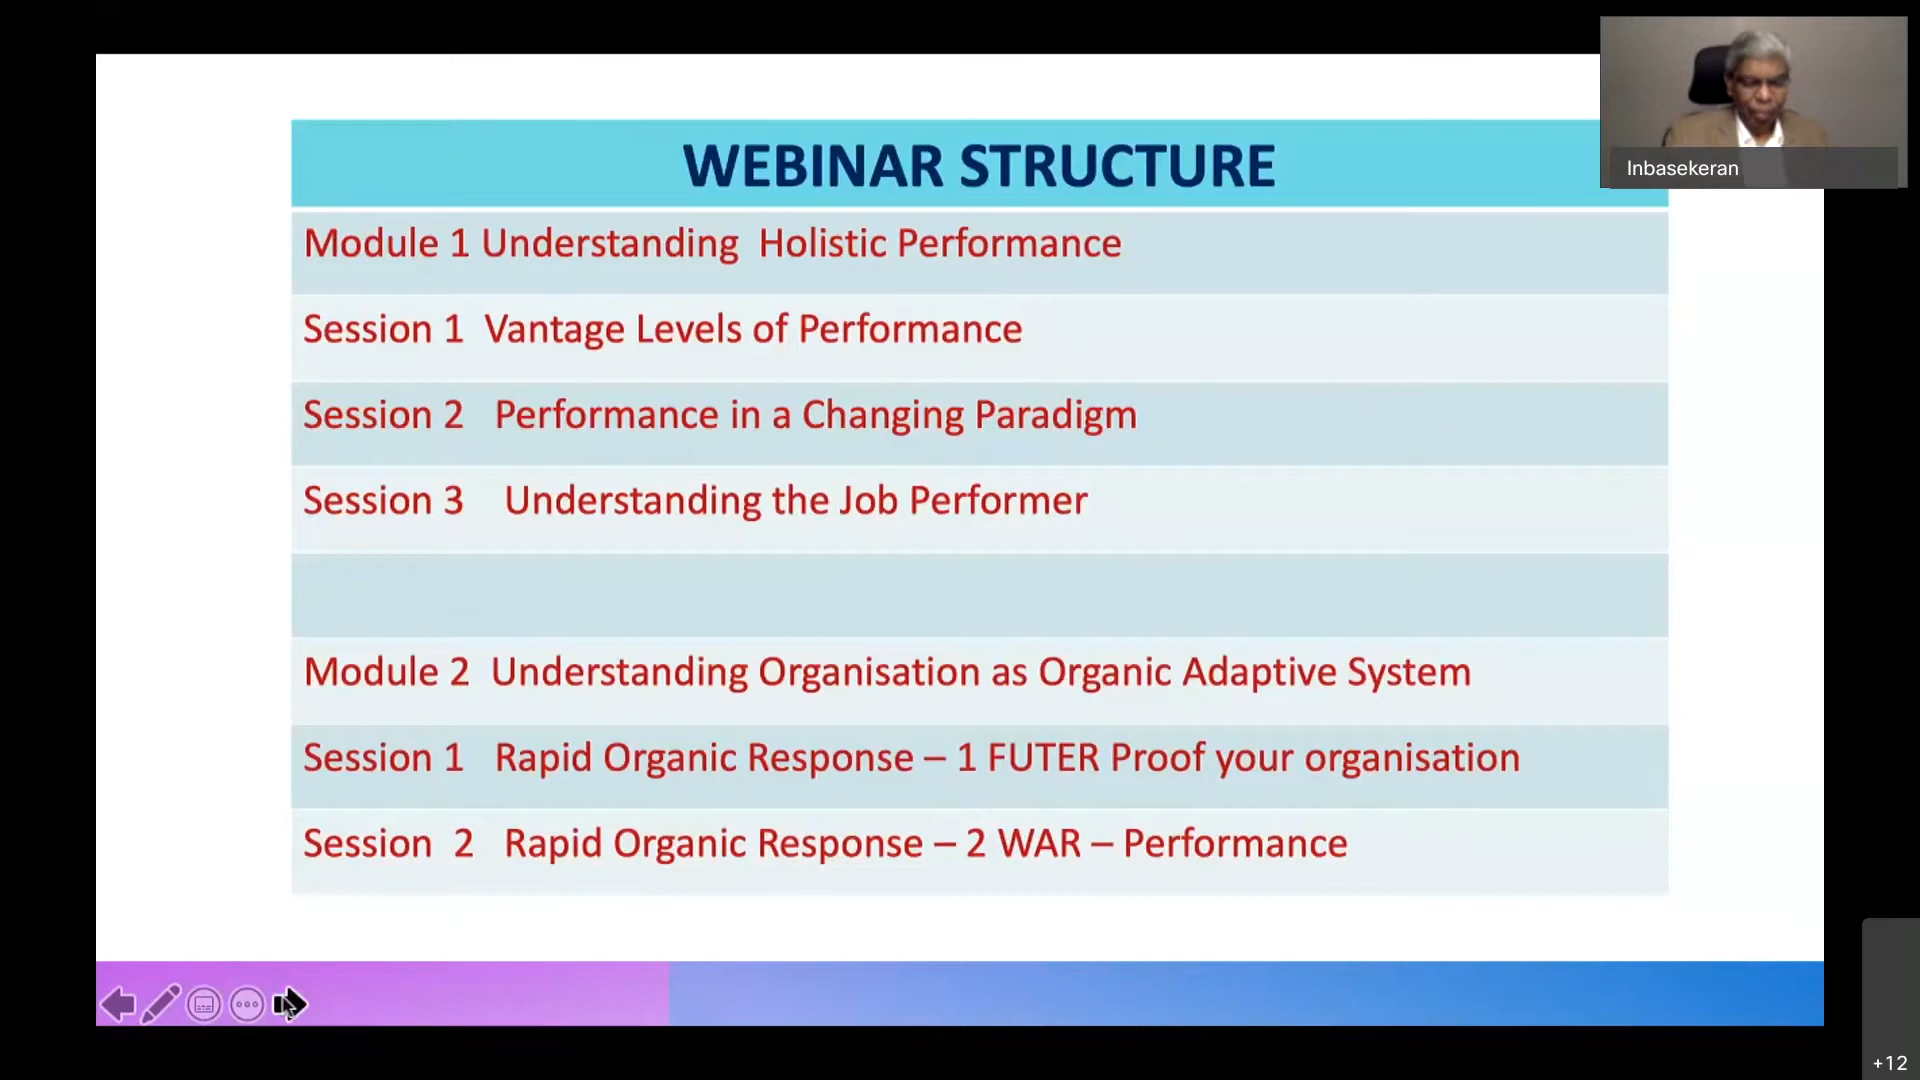 WEBINAR STRUCTURE
Inbasekeran
Module 1 Understanding Holistic Performance
Session 1 Vantage Levels of Performance
Session 2 Performance in a Changing Paradigm
Session 3 Understanding the Job Performer
Module 2 Understanding Organisation as Organic Adaptive System
Session 1 Rapid Organic Response – 1 FUTER Proof your organisation
Session 2 Rapid Organic Response – 2 WAR – Performance
+12